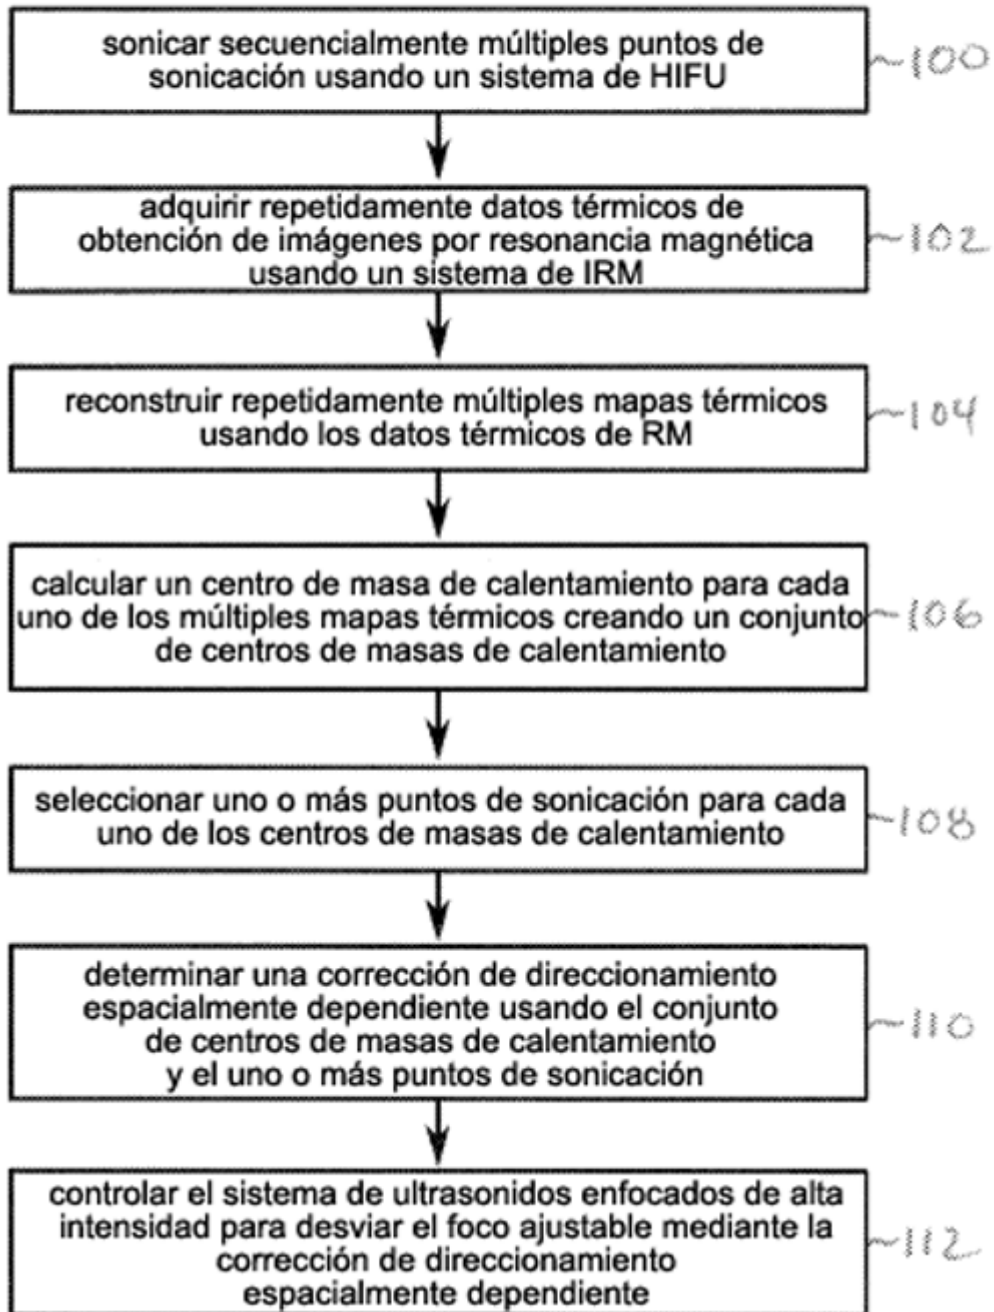 sonicar secuencialmente múltiples puntos de
sonicación usando un sistema de HIFU
100
adquirir repetidamente datos térmicos de
obtención de imágenes por resonancia magnética
usando un sistema de IRM
102
reconstruir repetidamente múltiples mapas térmicos
usando los datos térmicos de RM
104
calcular un centro de masa de calentamiento para cada
uno de los múltiples mapas térmicos creando un conjunto
de centros de masas de calentamiento
106
seleccionar uno o más puntos de sonicación para cada
uno de los centros de masas de calentamiento
108
determinar una corrección de direccionamiento
espacialmente dependiente usando el conjunto
de centros de masas de calentamiento
y el uno o más puntos de sonicación
110
controlar el sistema de ultrasonidos enfocados de alta
intensidad para desviar el foco ajustable mediante la
corrección de direccionamiento
espacialmente dependiente
112